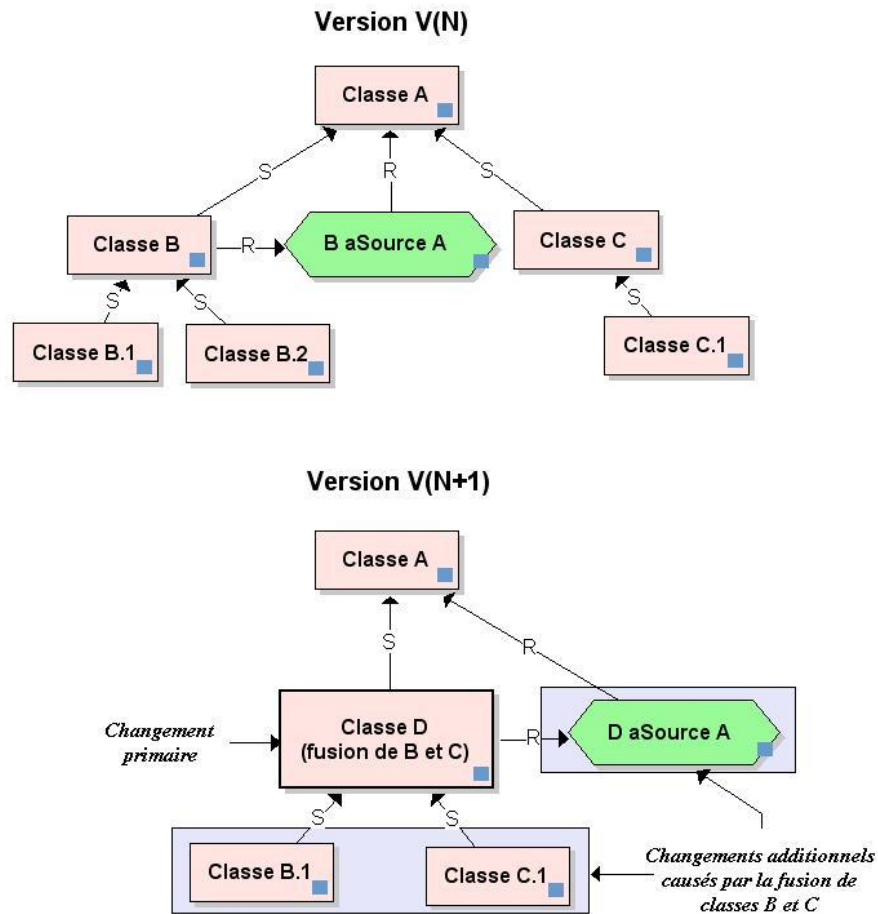 Version V(N)
Classe A
S
R
S
Classe B
R
B aSource A
Classe C
S
S
S
Classe B.1
Classe B.2
Classe C.1
Version V(N+1)
Classe A
S
R
Changement
primaire
Classe D
(fusion de B et C)
R
D aSource A
S
S
Classe B.1
Classe C.1
Changements additionnels
causés par la fusion de
classes B et C